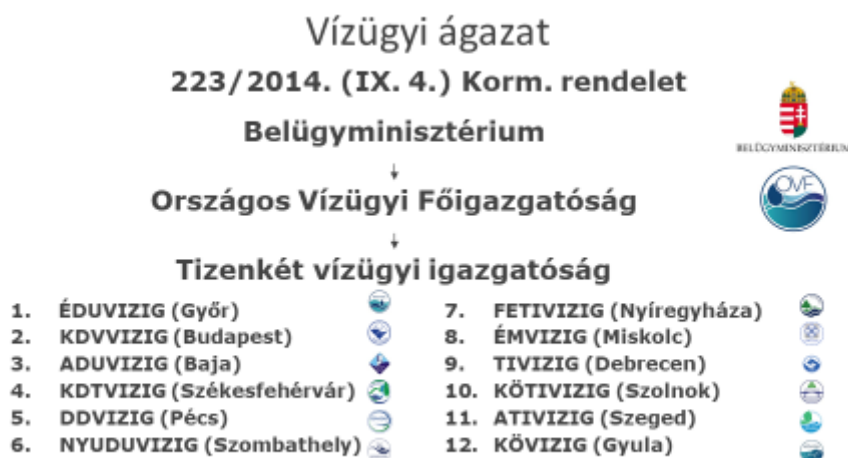 Vízügyi ágazat
223/2014. (IX. 4.) Korm. rendelet
Belügyminisztérium
BELÜGYMINISZTÉRIUM
OVF
Országos Vízügyi Főigazgatóság
Tizenkét vízügyi igazgatóság
1. ÉDUVIZIG (Győr)
2. KDVVIZIG (Budapest)
3. ADUVIZIG (Baja)
4. KDTVIZIG (Székesfehérvár)
5. DDVIZIG (Pécs)
6. NYUDUVIZIG (Szombathely)
7. FETIVIZIG (Nyíregyháza)
8. ÉMVIZIG (Miskolc)
9. TIVIZIG (Debrecen)
10. KÖTIVIZIG (Szolnok)
11. ATIVIZIG (Szeged)
12. KÖVIZIG (Gyula)